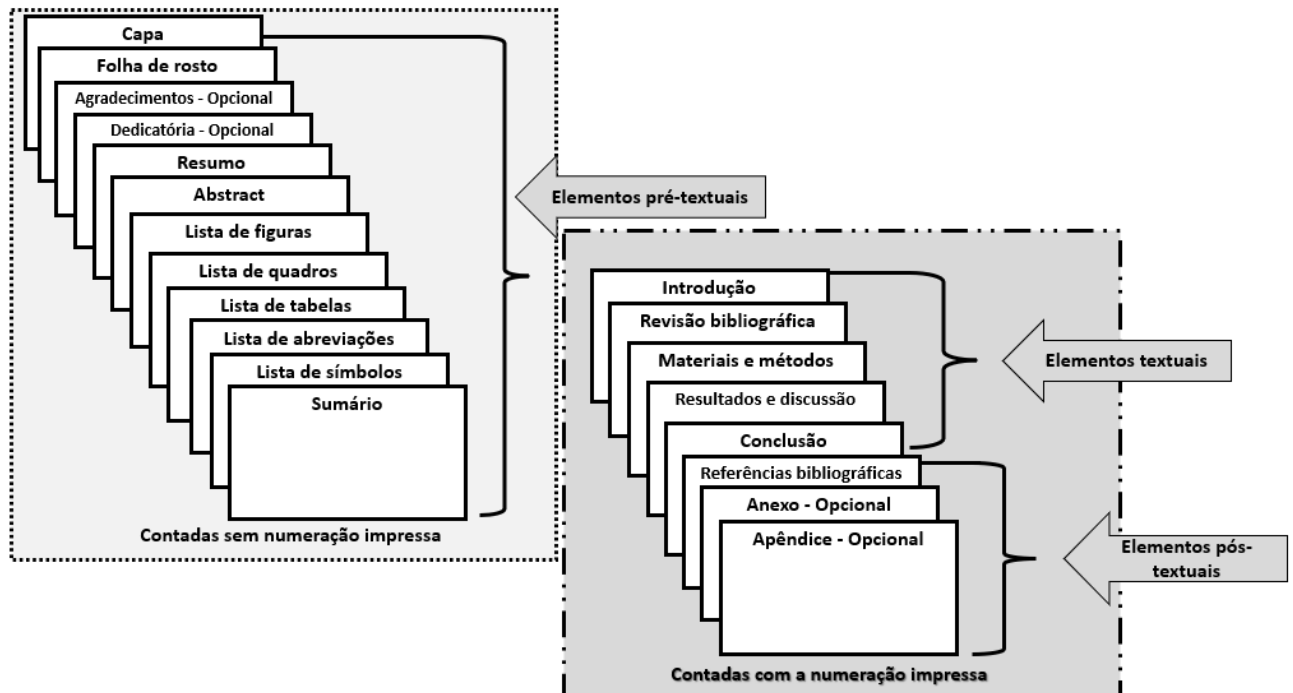 Capa
Folha de rosto
Agradecimentos - Opcional
Dedicatória - Opcional
Resumo
Abstract
Lista de figuras
Lista de quadros
Lista de tabelas
Lista de abreviações
Lista de símbolos
Sumário
Contadas sem numeração impressa
Elementos pré-textuais
Introdução
Revisão bibliográfica
Materiais e métodos
Resultados e discussão
Conclusão
Referências bibliográficas
Anexo - Opcional
Apêndice - Opcional
Contadas com a numeração impressa
Elementos textuais
Elementos pós-
textuais